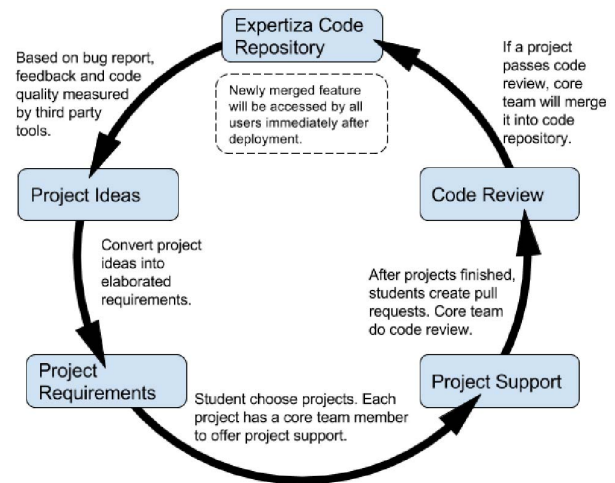 Expertiza Code
Repository
Based on bug report,
feedback and code
quality measured
by third party
tools.
Newly merged feature
will be accessed by all
users immediately after
deployment.
If a project
passes code
review, core
team will merge
it into code
repository.
Project Ideas
Code Review
Convert project
ideas into
elaborated
requirements.
After projects finished,
students create pull
requests. Core team
do code review.
Project
Requirements
Project Support
Student choose projects. Each
project has a core team member
to offer project support.